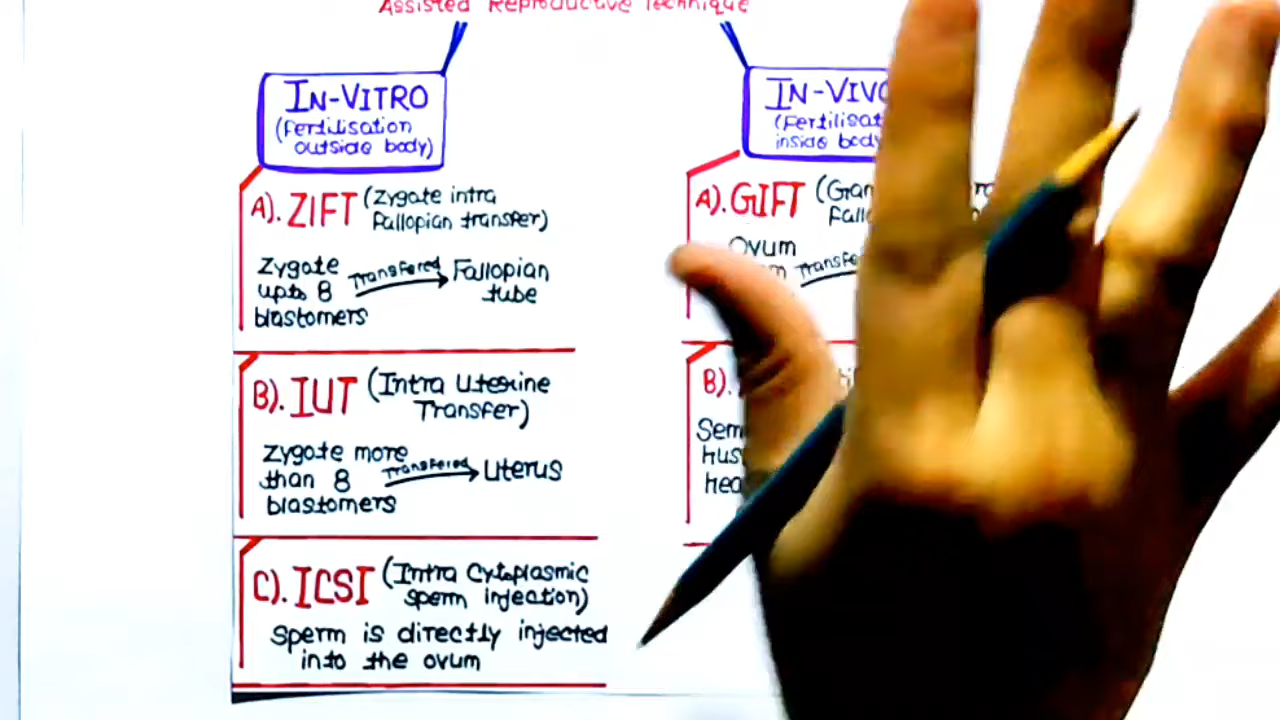 Assisted Reproductive Technique
IN-VITRO
(Fertilisation
outside body)
A). ZIFT (Zygote intra
Fallopian transfer)
Zygote
upto 8
blastomers
Transfered
Fallopian
tube
B). IUT (Intra Uterine
Transfer)
Zygote more
than 8
blastomers
Transfered
Uterus
C). ICSI (Intra Cytoplasmic
sperm injection)
Sperm is directly injected
into the ovum
inside body
A). GIFT
Ovum
B).